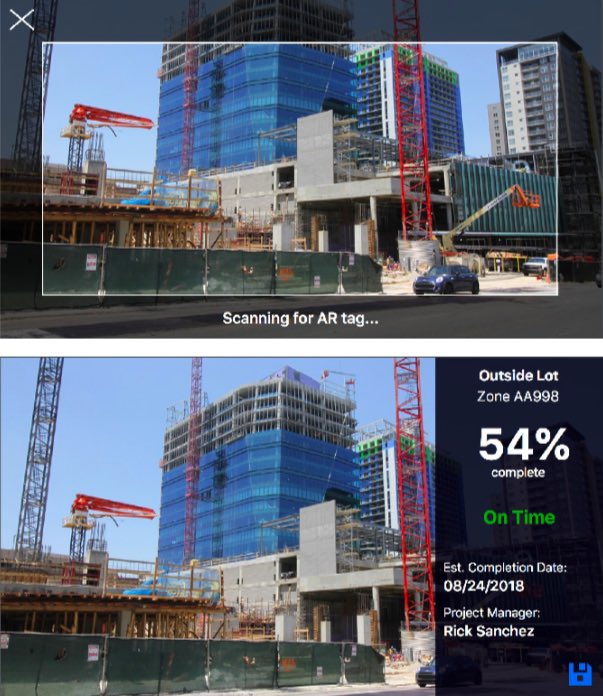 Scanning for AR tag...
Outside Lot
Zone AA998
54%
complete
On Time
Est. Completion Date:
08/24/2018
Project Manager:
Rick Sanchez